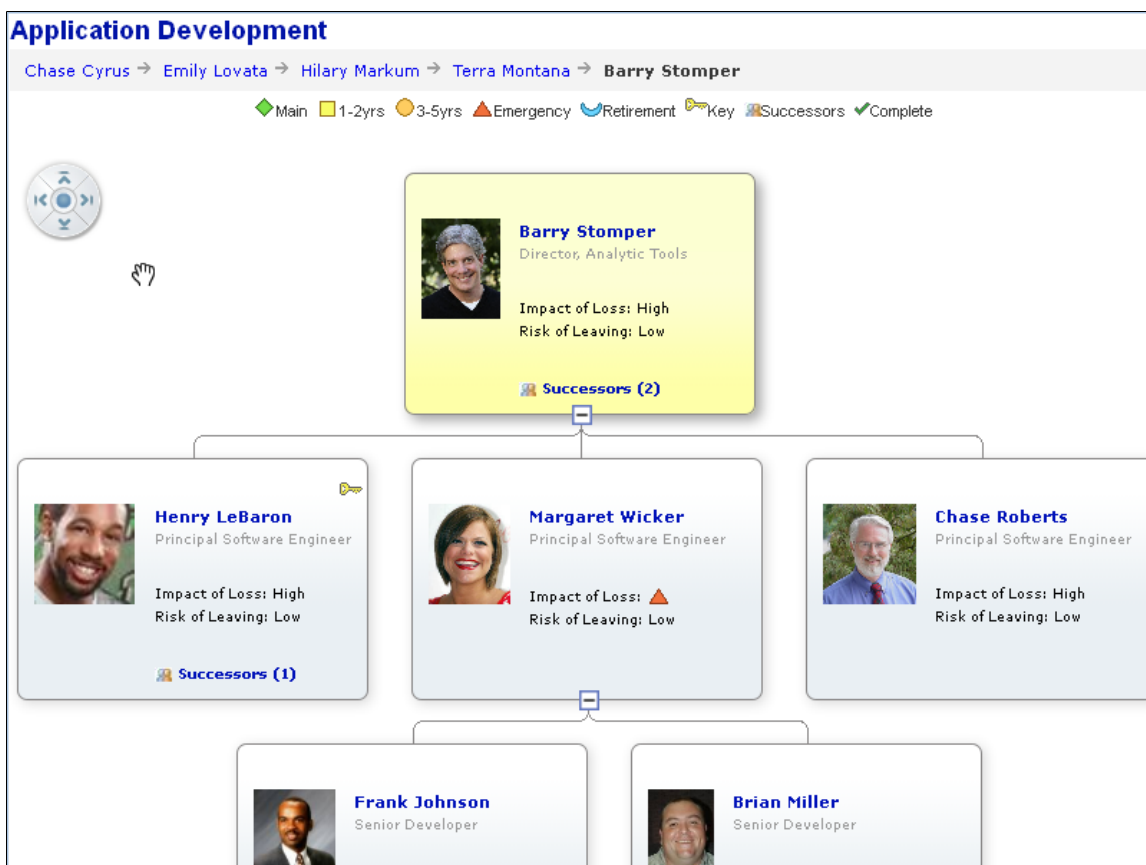 Application Development
Chase Cyrus → Emily Lovata → Hilary Markum → Terra Montana → Barry Stomper
Main 1-2yrs 3-5yrs Emergency Retirement Key Successors Complete
Barry Stomper
Director, Analytic Tools
Impact of Loss: High
Risk of Leaving: Low
Successors (2)
Henry LeBaron
Principal Software Engineer
Impact of Loss: High
Risk of Leaving: Low
Successors (1)
Margaret Wicker
Principal Software Engineer
Impact of Loss:
Risk of Leaving: Low
Chase Roberts
Principal Software Engineer
Impact of Loss: High
Risk of Leaving: Low
Frank Johnson
Senior Developer
Brian Miller
Senior Developer